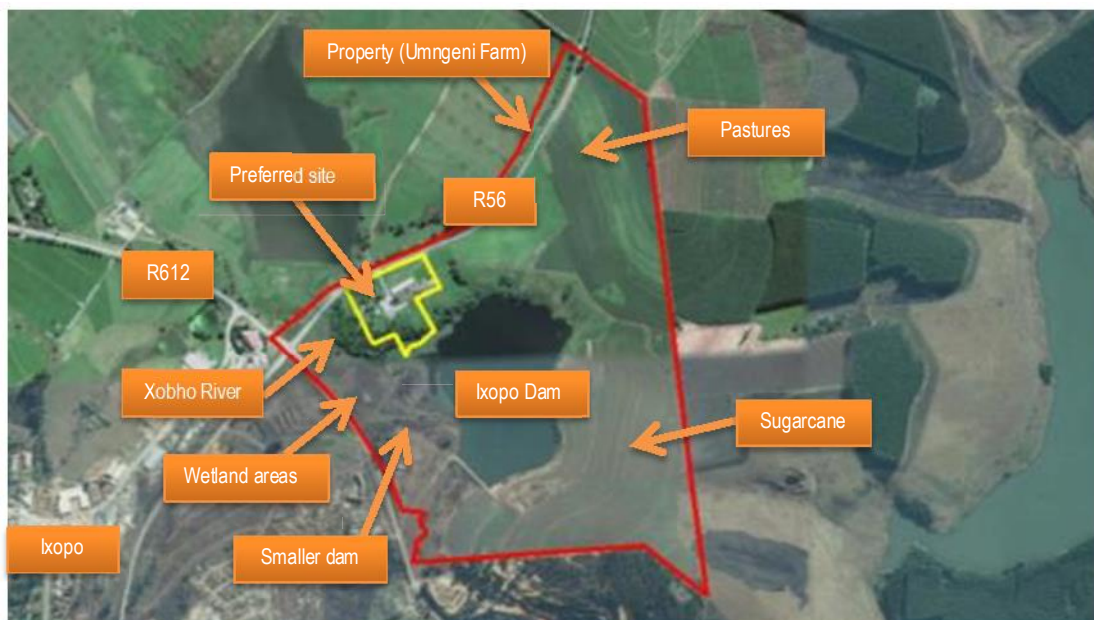 Property (Umngeni Farm)
Pastures
Preferred site
R56
R612
Xobho River
Ixopo Dam
Sugarcane
Wetland areas
Ixopo
Smaller dam